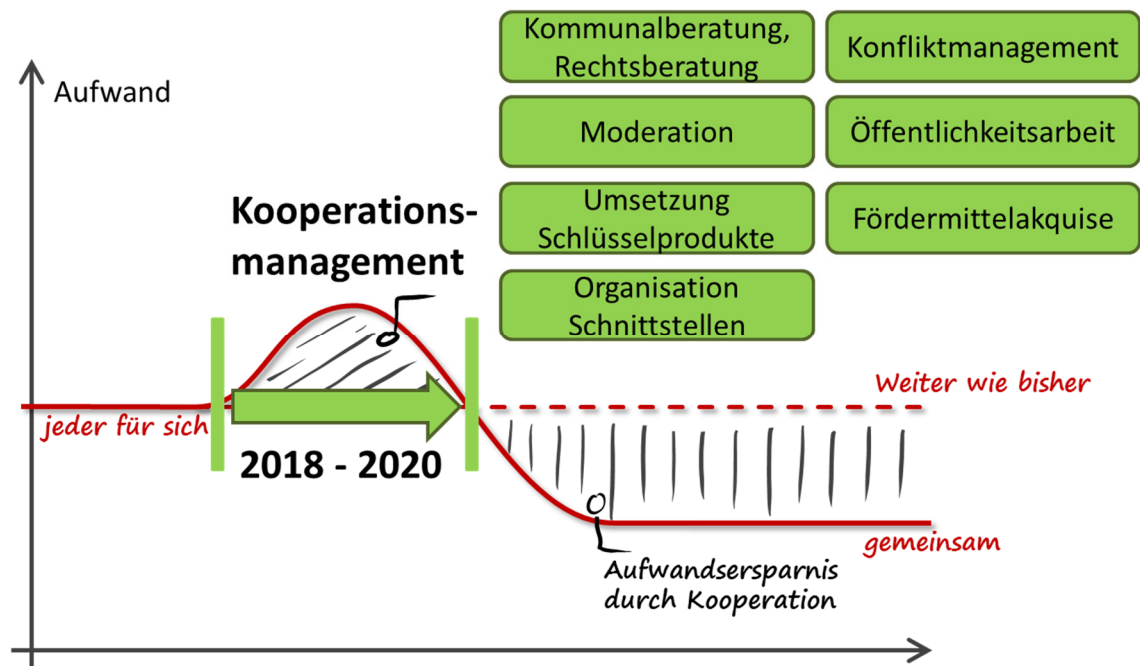 Kommunalberatung,
Rechtsberatung
Konfliktmanagement
Moderation
Öffentlichkeitsarbeit
Umsetzung
Schlüsselprodukte
Fördermittelakquise
Organisation
Schnittstellen
Aufwand
Kooperations-
management
jeder für sich
2018 - 2020
Weiter wie bisher
gemeinsam
Aufwandsersparnis
durch Kooperation